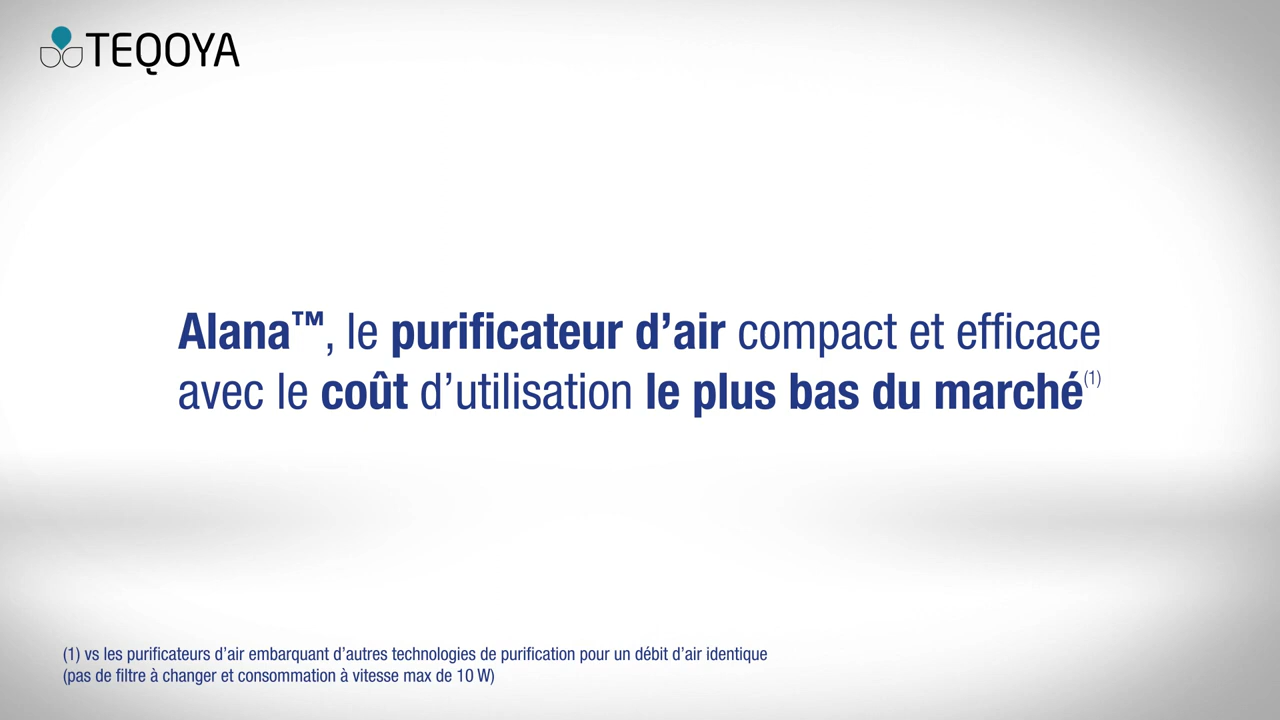 TEQOYA
Alana™, le purificateur d’air compact et efficace
avec le coût d’utilisation le plus bas du marché(1)
(1) vs les purificateurs d’air embarquant d’autres technologies de purification pour un débit d’air identique
(pas de filtre à changer et consommation à vitesse max de 10 W)